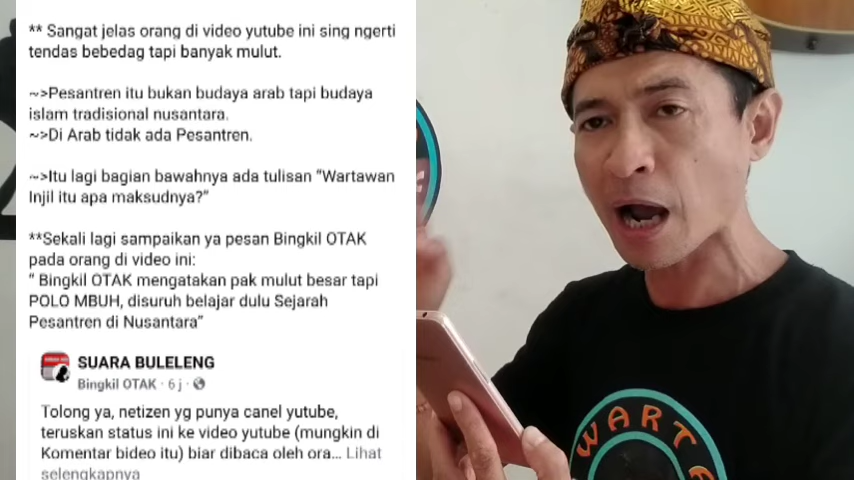 ** Sangat jelas orang di video yutube ini sing ngerti
tendas bebedag tapi banyak mulut.
~>Pesantren itu bukan budaya arab tapi budaya
islam tradisional nusantara.
~>Di Arab tidak ada Pesantren.
~>Itu lagi bagian bawahnya ada tulisan "Wartawan
Injil itu apa maksudnya?"
**Sekali lagi sampaikan ya pesan Bingkil OTAK
pada orang di video ini:
" Bingkil OTAK mengatakan pak mulut besar tapi
POLO MBUH, disuruh belajar dulu Sejarah
Pesantren di Nusantara"
SUARA BULELENG
Bingkil OTAK · 6 j ·
Tolong ya, netizen yg punya canel yutube,
teruskan status ini ke video yutube (mungkin di
Komentar bideo itu) biar dibaca oleh ora... Lihat
selengkapnya
WARTA